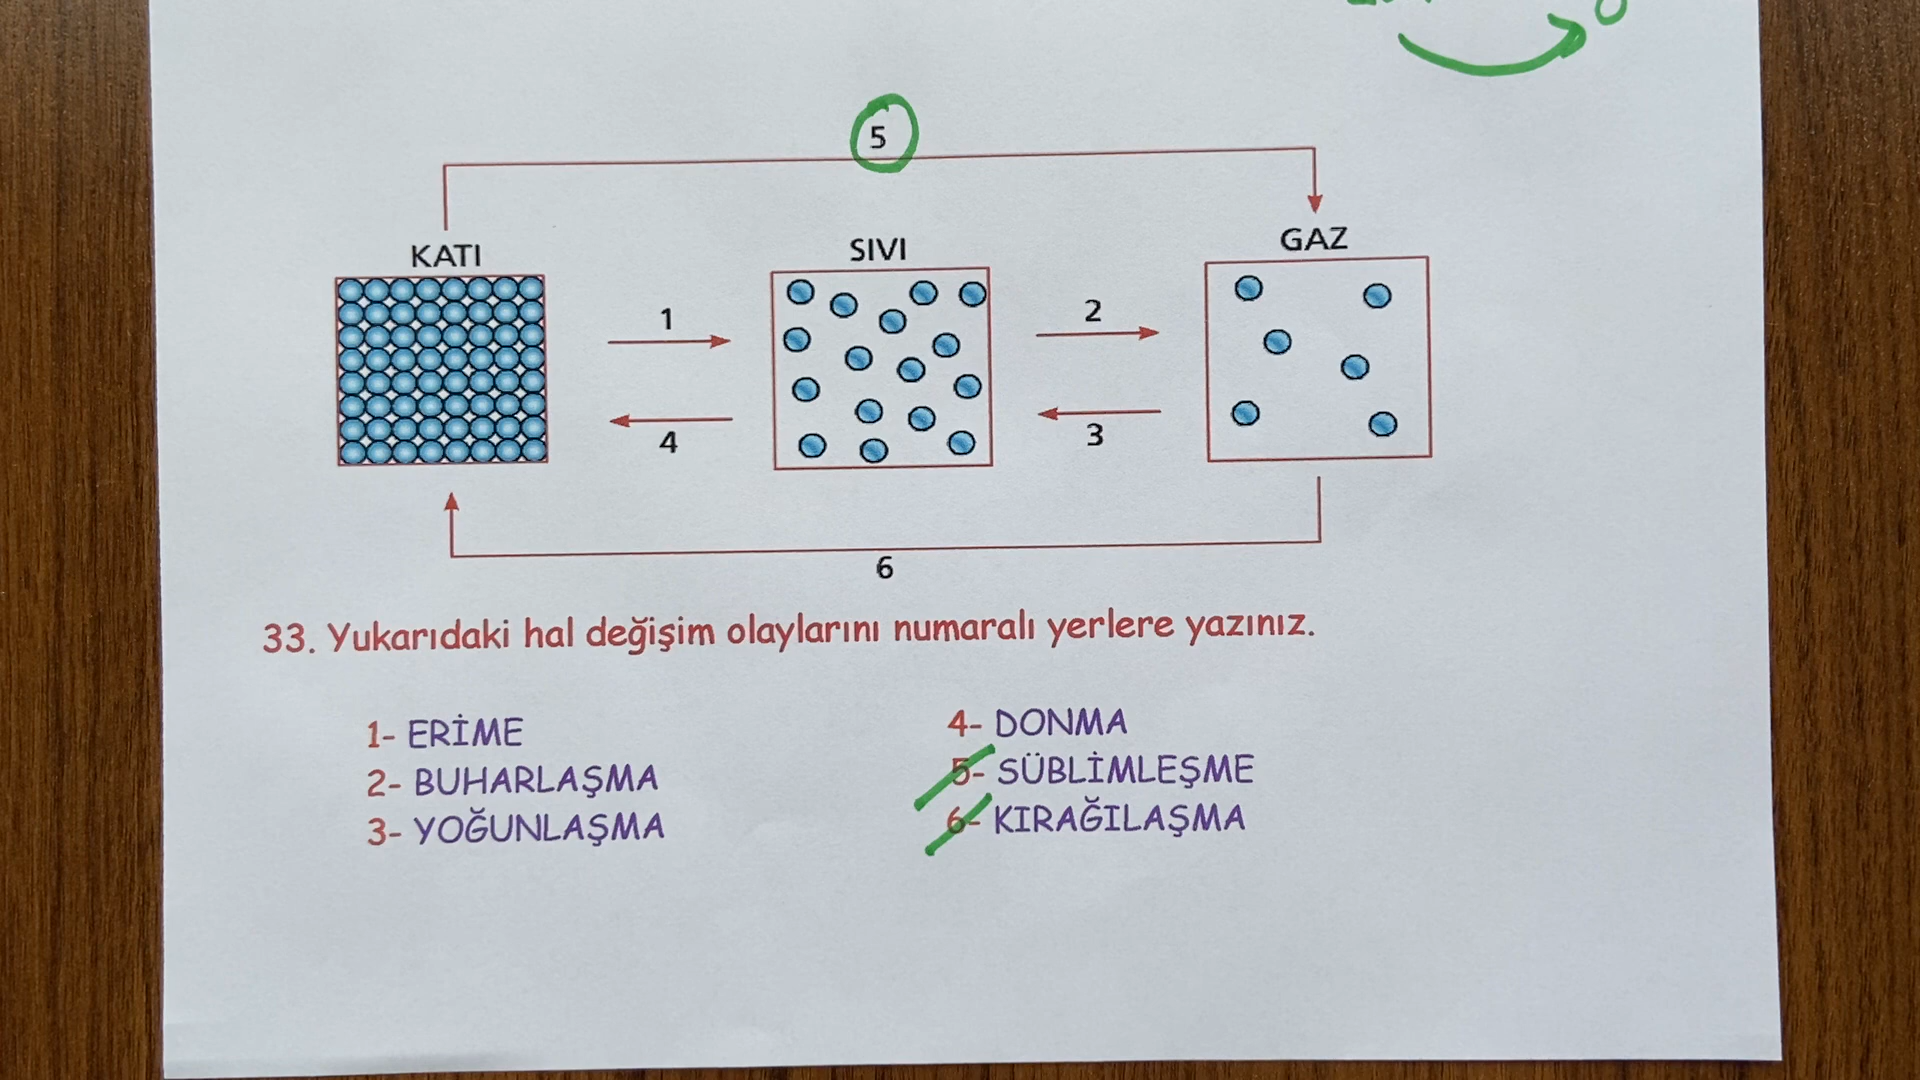 5
KATI
SIVI
GAZ
1
2
4
3
6
33. Yukarıdaki hal değişim olaylarını numaralı yerlere yazınız.
1- ERİME
2- BUHARLAŞMA
3- YOĞUNLAŞMA
4- DONMA
5- SÜBLİMLEŞME
6- KIRAĞILAŞMA